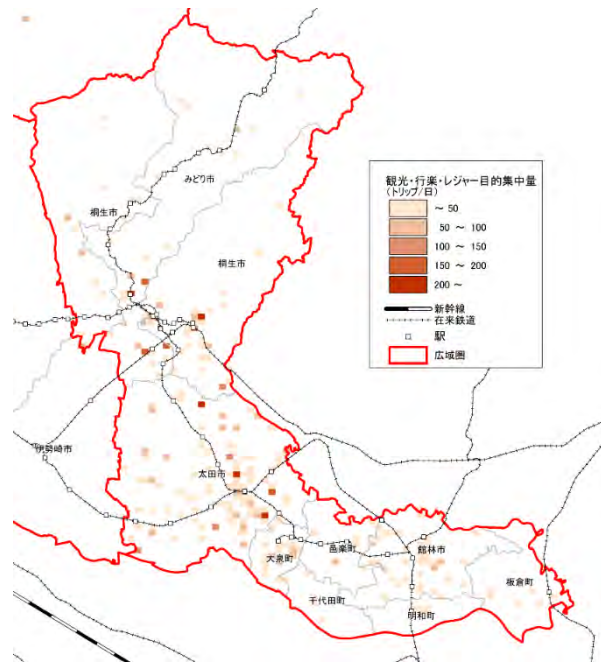 みどり市
桐生市
桐生市
伊勢崎市
太田市
大泉町
邑楽町
館林市
板倉町
千代田町
明和町
観光・行楽・レジャー目的集中量
(トリップ/日)
～ 50
50 ～ 100
100 ～ 150
150 ～ 200
200 ～
新幹線
在来鉄道
駅
広域圏